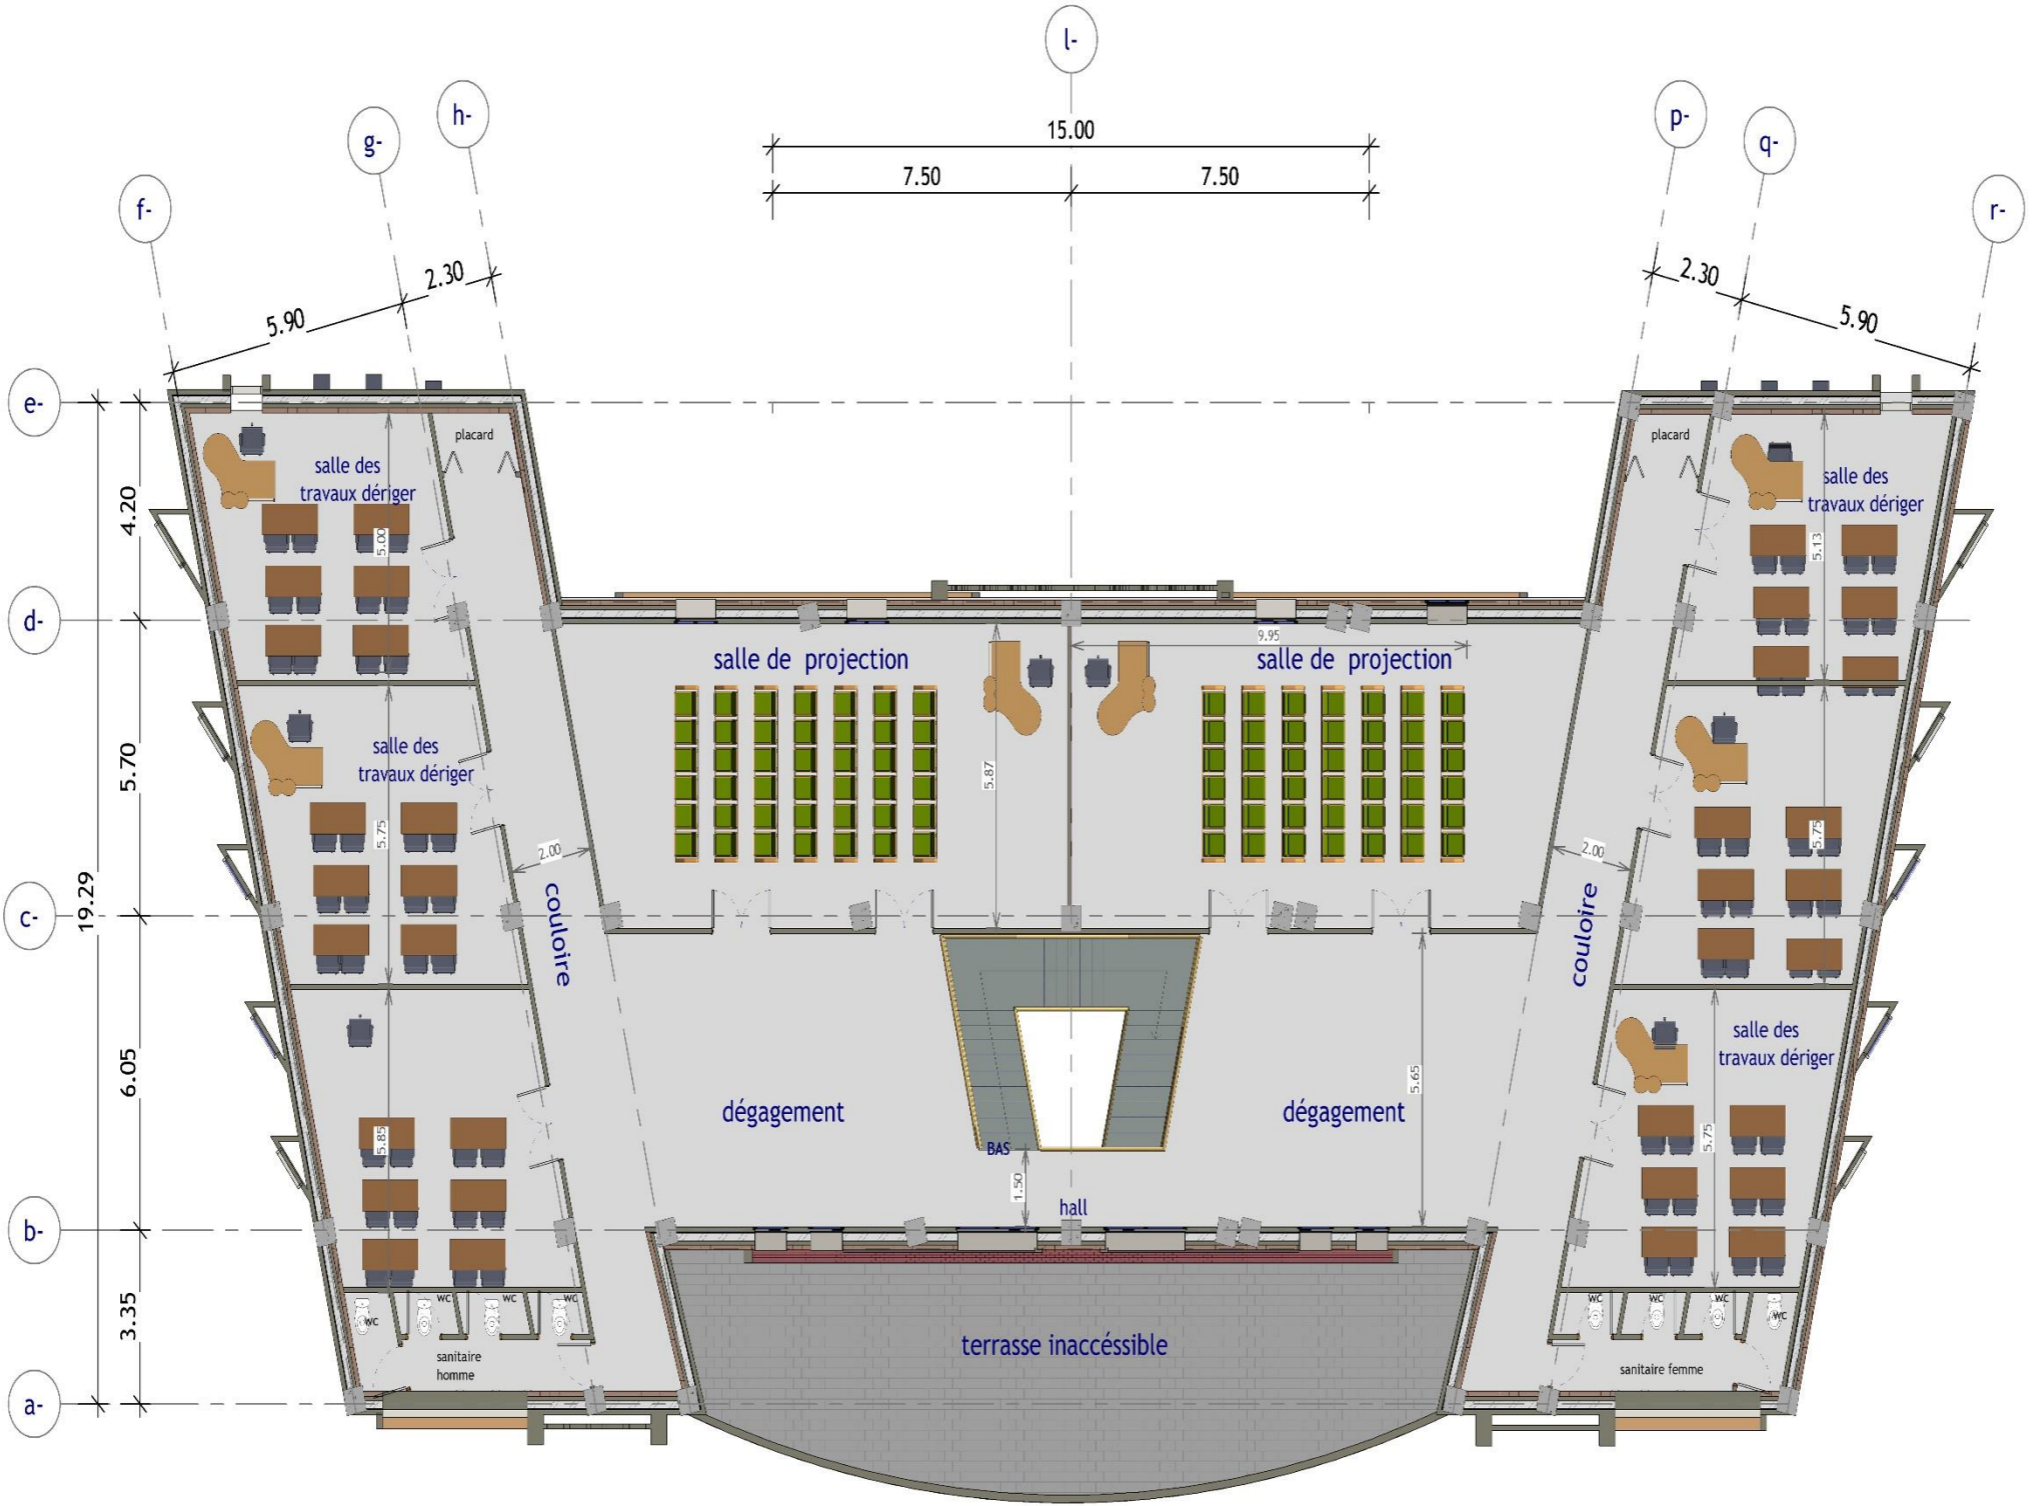 l-
h-
p-
g-
q-
15.00
7.50
7.50
f-
r-
2.30
2.30
5.90
5.90
e-
placard
placard
salle des
travaux dériger
salle des
travaux dériger
4.20
5.00
5.13
d-
9.95
salle de projection
salle de projection
salle des
travaux dériger
5.70
5.87
5.75
5.75
2.00
2.00
19.29
c-
couloire
couloire
salle des
travaux dériger
6.05
5.65
dégagement
dégagement
5.85
5.75
BAS
1.50
hall
b-
WC
WC
WC
WC
WC
WC
WC
WC
3.35
terrasse inaccéssible
sanitaire
homme
sanitaire femme
a-